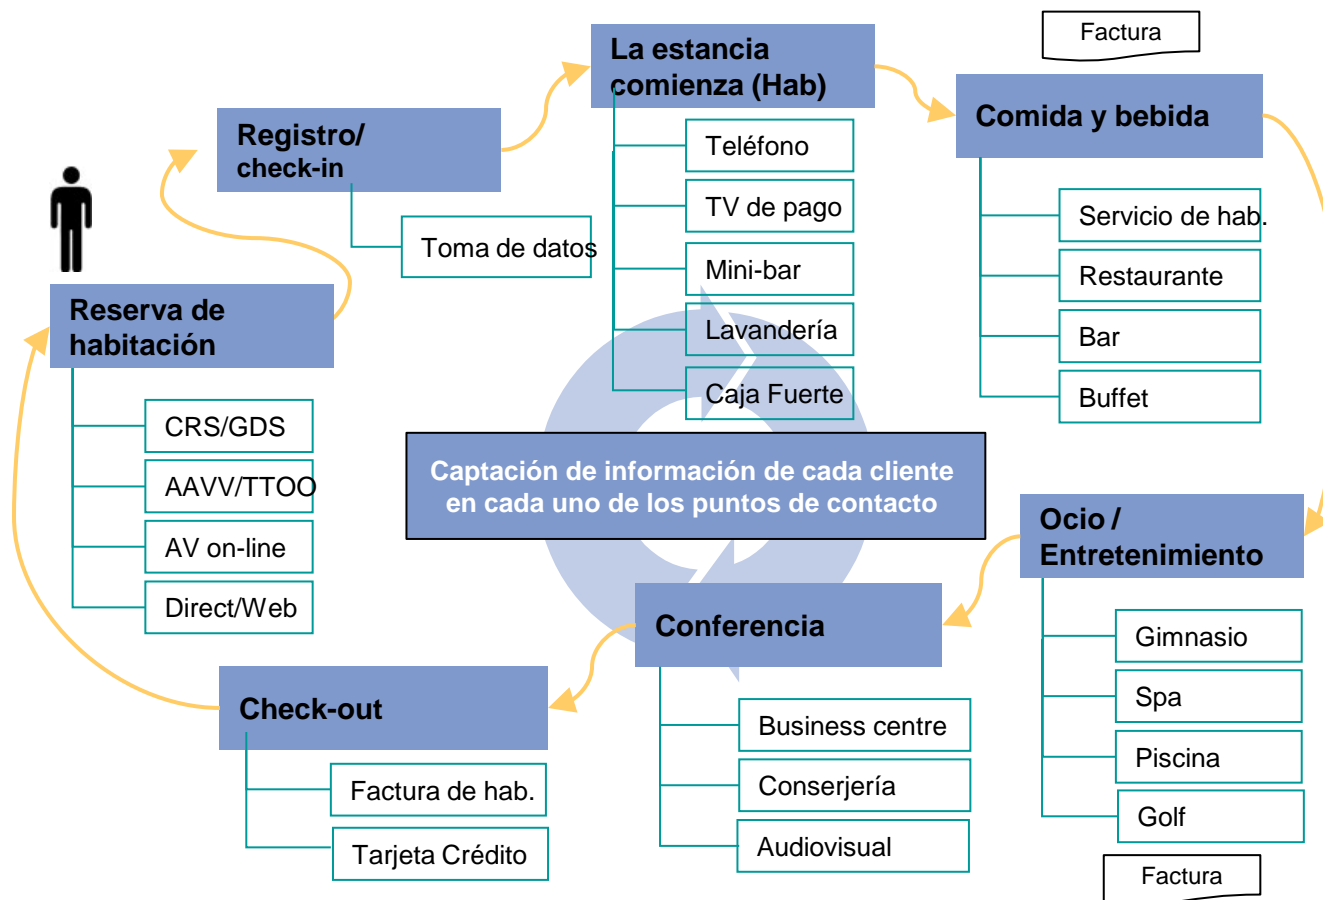 Factura
La estancia
comienza (Hab)
Comida y bebida
Registro/
check-in
Teléfono
TV de pago
Mini-bar
Lavandería
Caja Fuerte
Servicio de hab.
Restaurante
Bar
Buffet
Toma de datos
Reserva de
habitación
CRS/GDS
AAVV/TTOO
AV on-line
Direct/Web
Captación de información de cada cliente
en cada uno de los puntos de contacto
Ocio /
Entretenimiento
Gimnasio
Spa
Piscina
Golf
Factura
Conferencia
Business centre
Conserjería
Audiovisual
Check-out
Factura de hab.
Tarjeta Crédito